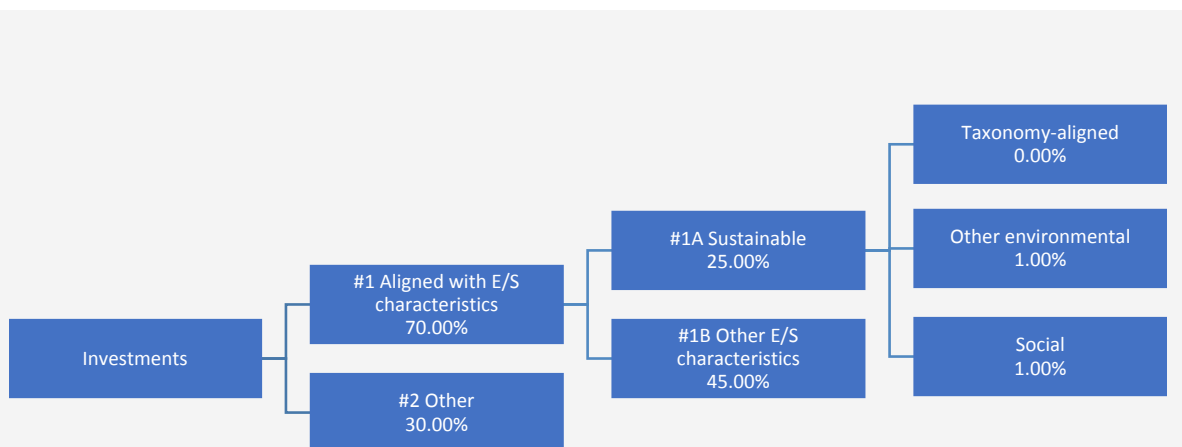 Investments
#1 Aligned with E/S
characteristics
70.00%
#2 Other
30.00%
#1A Sustainable
25.00%
#1B Other E/S
characteristics
45.00%
Taxonomy-aligned
0.00%
Other environmental
1.00%
Social
1.00%